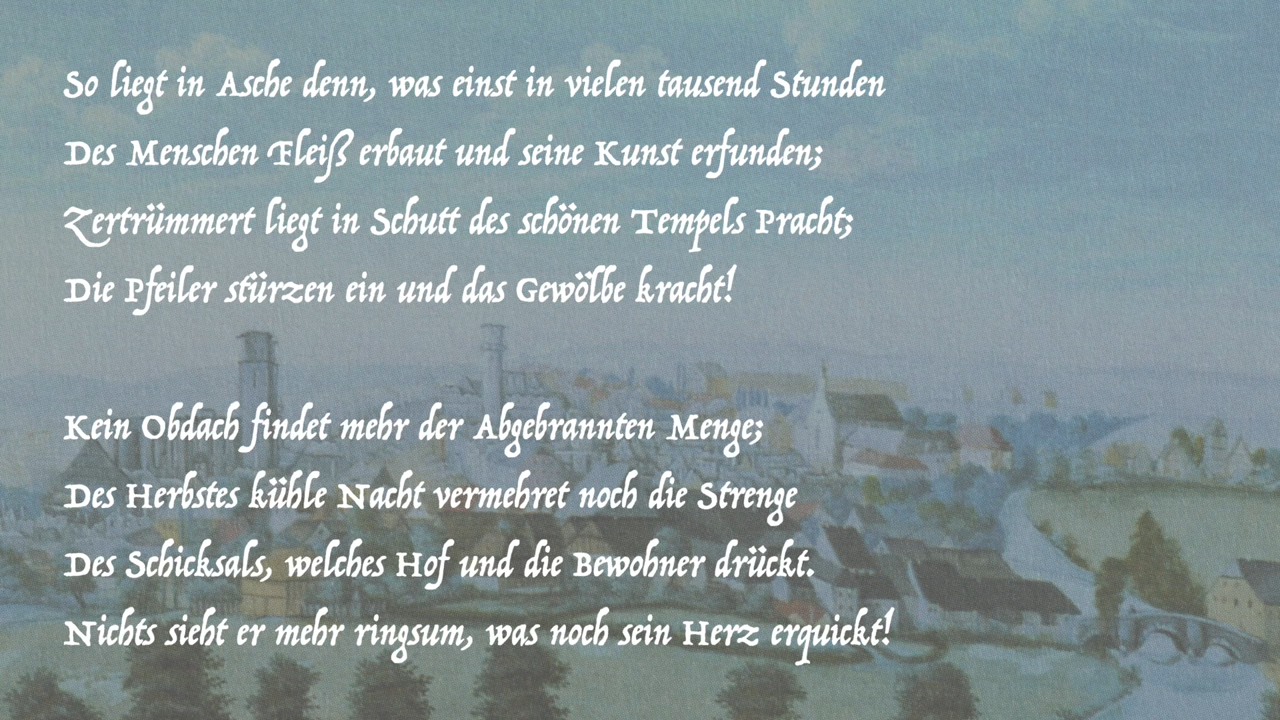 So liegt in Asche denn, was einst in vielen tausend Stunden
Des Menschen Fleiß erbaut und seine Kunst erfunden;
Zertrümmert liegt in Schutt des schönen Tempels Pracht;
Die Pfeiler stürzen ein und das Gewölbe kracht!
Kein Obdach findet mehr der Abgebrannten Menge;
Des Herbstes kühle Nacht vermehret noch die Strenge
Des Schicksals, welches Hof und die Bewohner drückt.
Nichts sieht er mehr ringsum, was noch sein Herz erquickt!